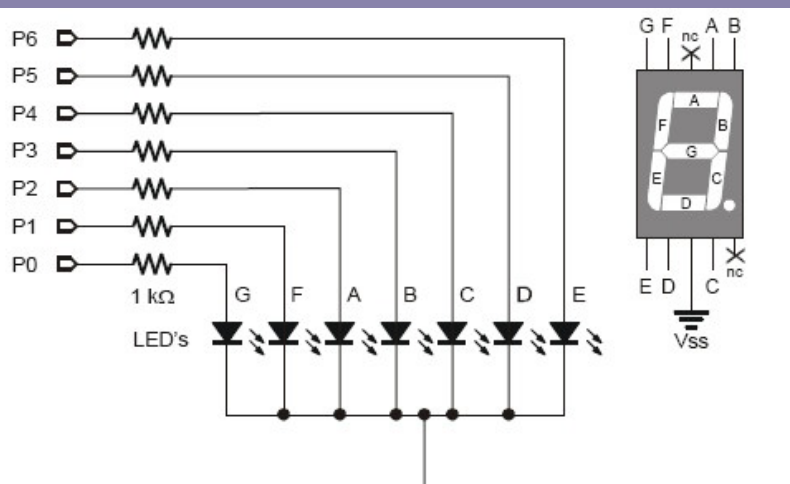 P6
P5
P4
P3
P2
P1
P0
1 kΩ
G F A B C D E
LED's
G F nc A B
A
F B
G
E C
D
E D C nc
Vss